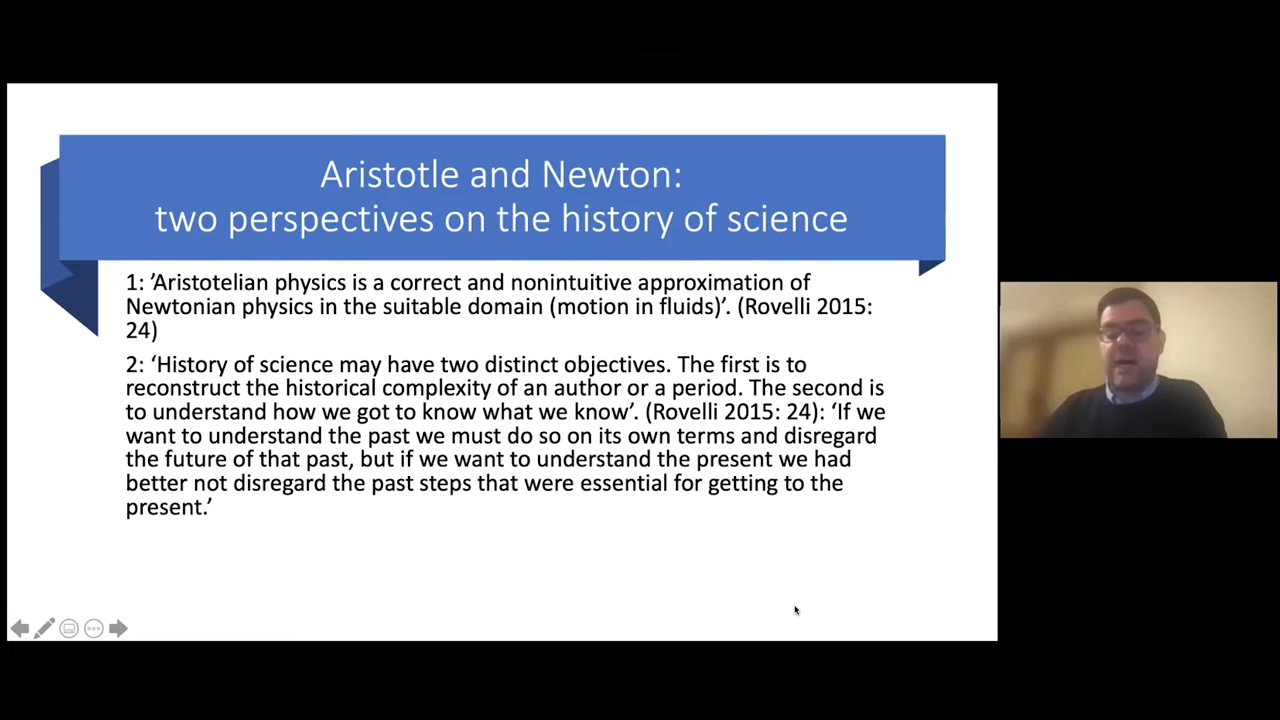 Aristotle and Newton:
two perspectives on the history of science
1: ’Aristotelian physics is a correct and nonintuitive approximation of
Newtonian physics in the suitable domain (motion in fluids)’. (Rovelli 2015:
24)
2: ‘History of science may have two distinct objectives. The first is to
reconstruct the historical complexity of an author or a period. The second is
to understand how we got to know what we know’. (Rovelli 2015: 24): ‘If we
want to understand the past we must do so on its own terms and disregard
the future of that past, but if we want to understand the present we had
better not disregard the past steps that were essential for getting to the
present.’